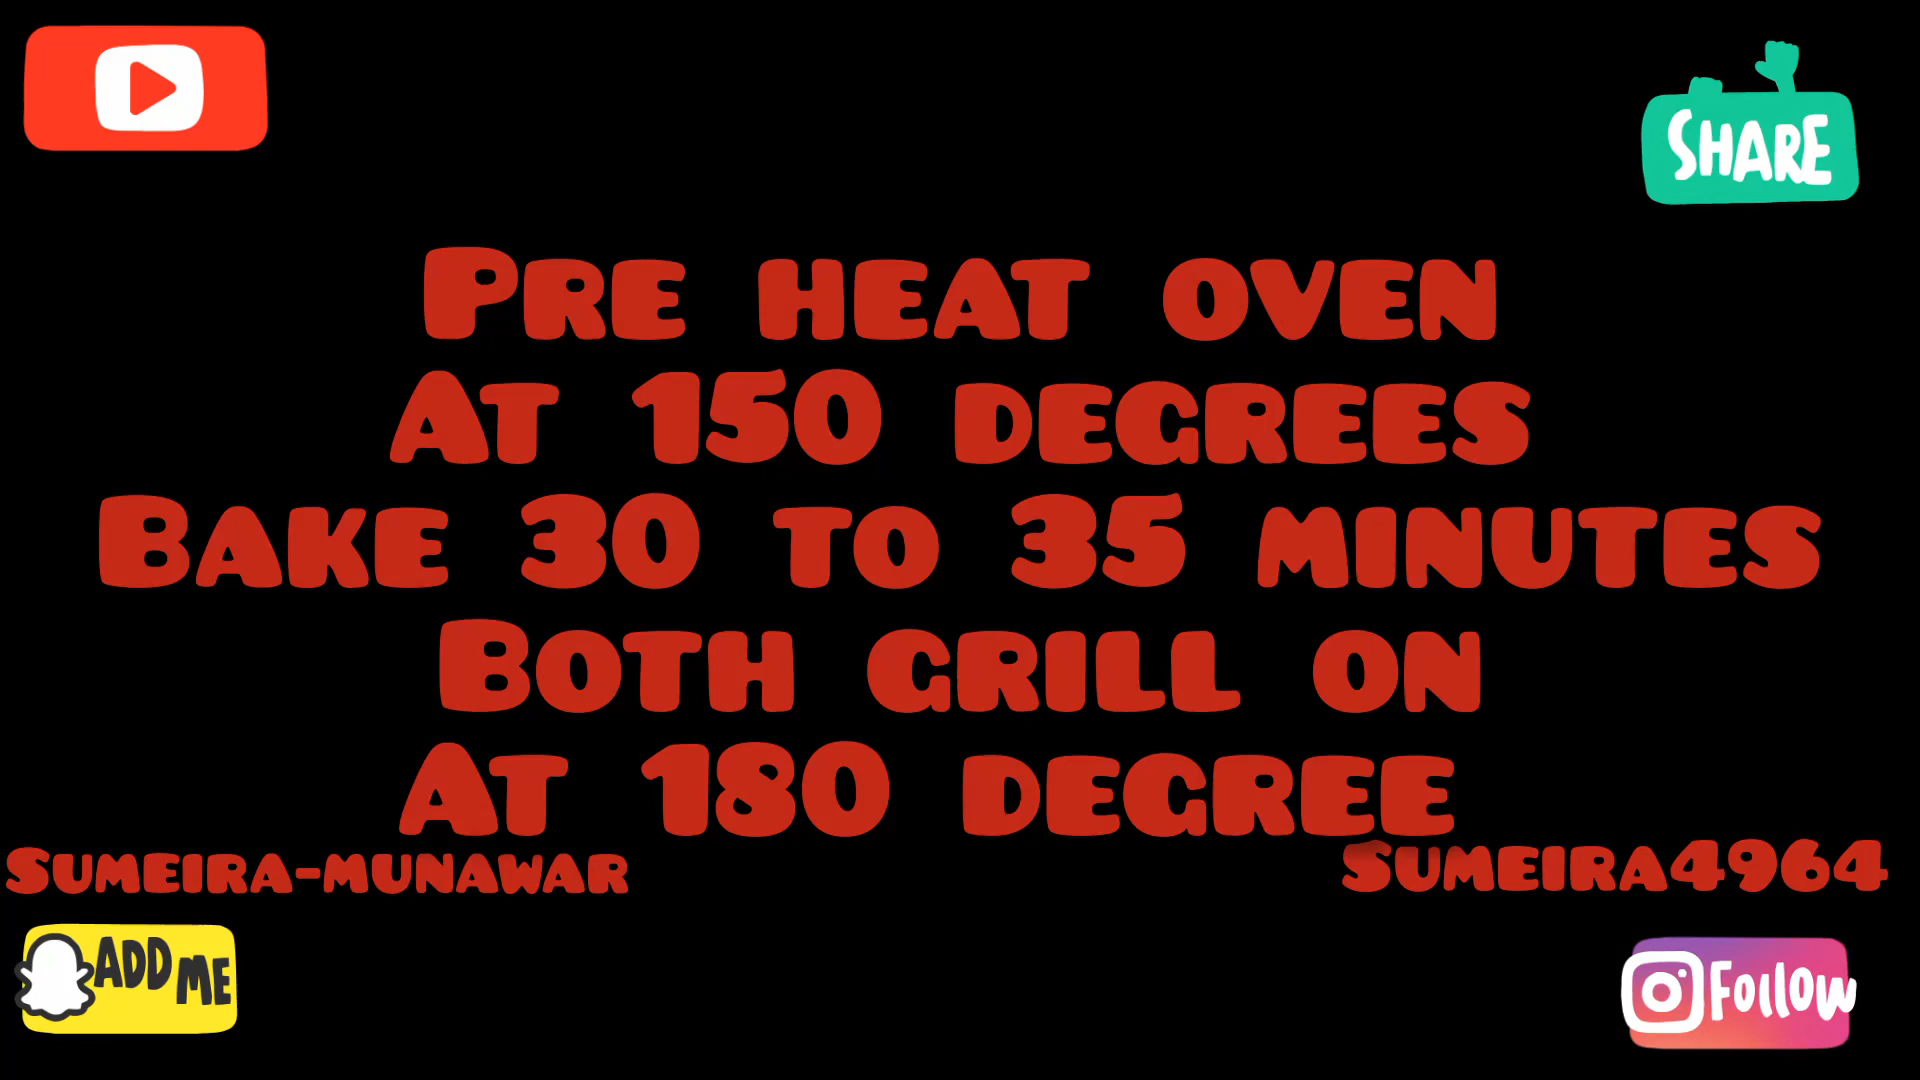 SHARE
PRE HEAT OVEN
AT 150 DEGREES
BAKE 30 TO 35 MINUTES
BOTH GRILL ON
AT 180 DEGREE
SUMEIRA-MUNAWAR
SUMEIRA4964
ADD ME
Follow